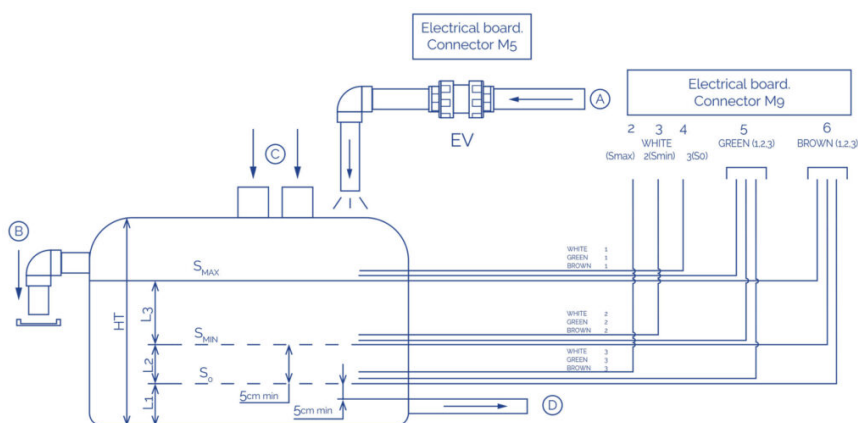 Electrical board.
Connector M5
A
Electrical board.
Connector M9
EV
2 3 4 5 6
WHITE GREEN (1,2,3) BROWN (1,2,3)
(Smax) 2(Smin) 3(S0)
C
B
WHITE 1
GREEN 1
BROWN 1
SMAX
HT
L3
WHITE 2
GREEN 2
BROWN 2
SMIN
L2
WHITE 3
GREEN 3
BROWN 3
So
5cm min
L1
5cm min
D